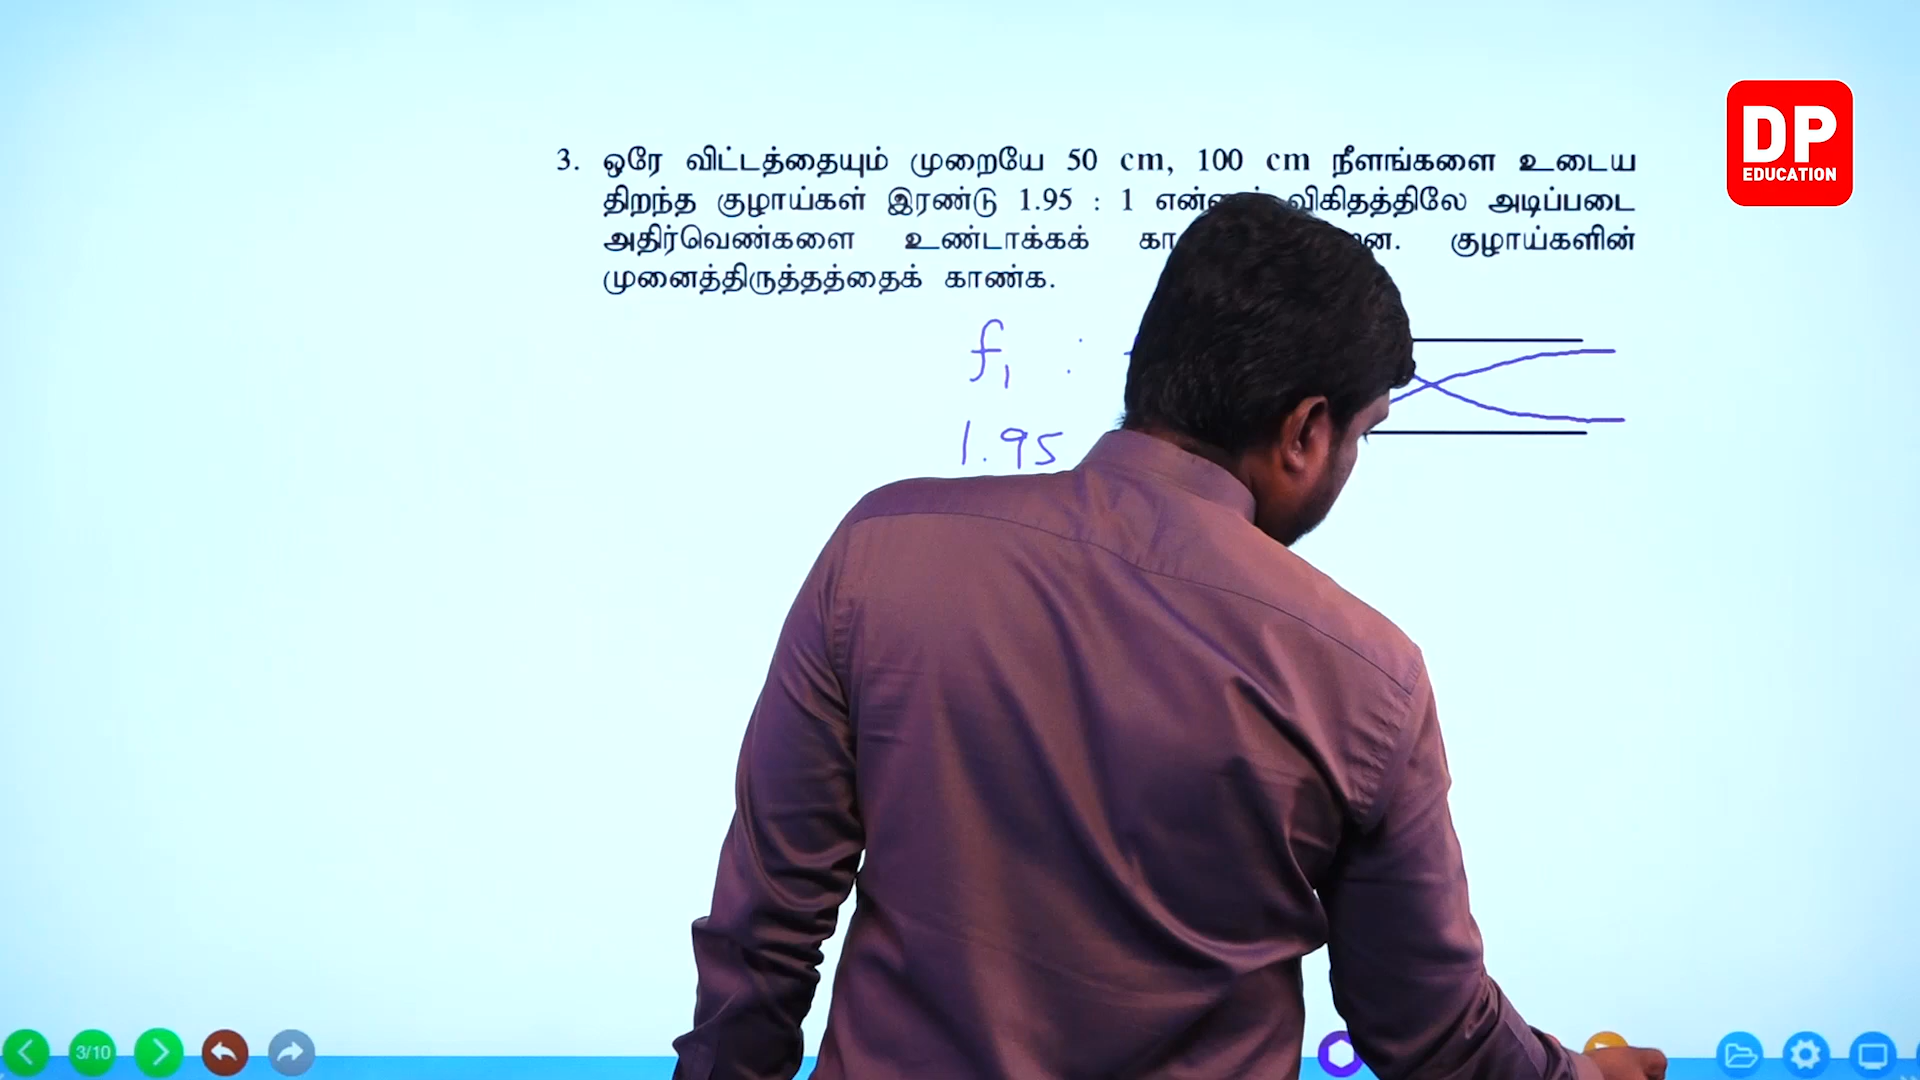 3. ஒரே விட்டத்தையும் முறையே 50 cm, 100 cm நீளங்களை உடைய
திறந்த குழாய்கள் இரண்டு 1.95 : 1 விகிதத்திலே அடிப்படை
அதிர்வெண்களை உண்டாக்கக் குழாய்களின்
முனைத்திருத்தத்தைக் காண்க.
f₁ :
1.95
DP
EDUCATION
3/10